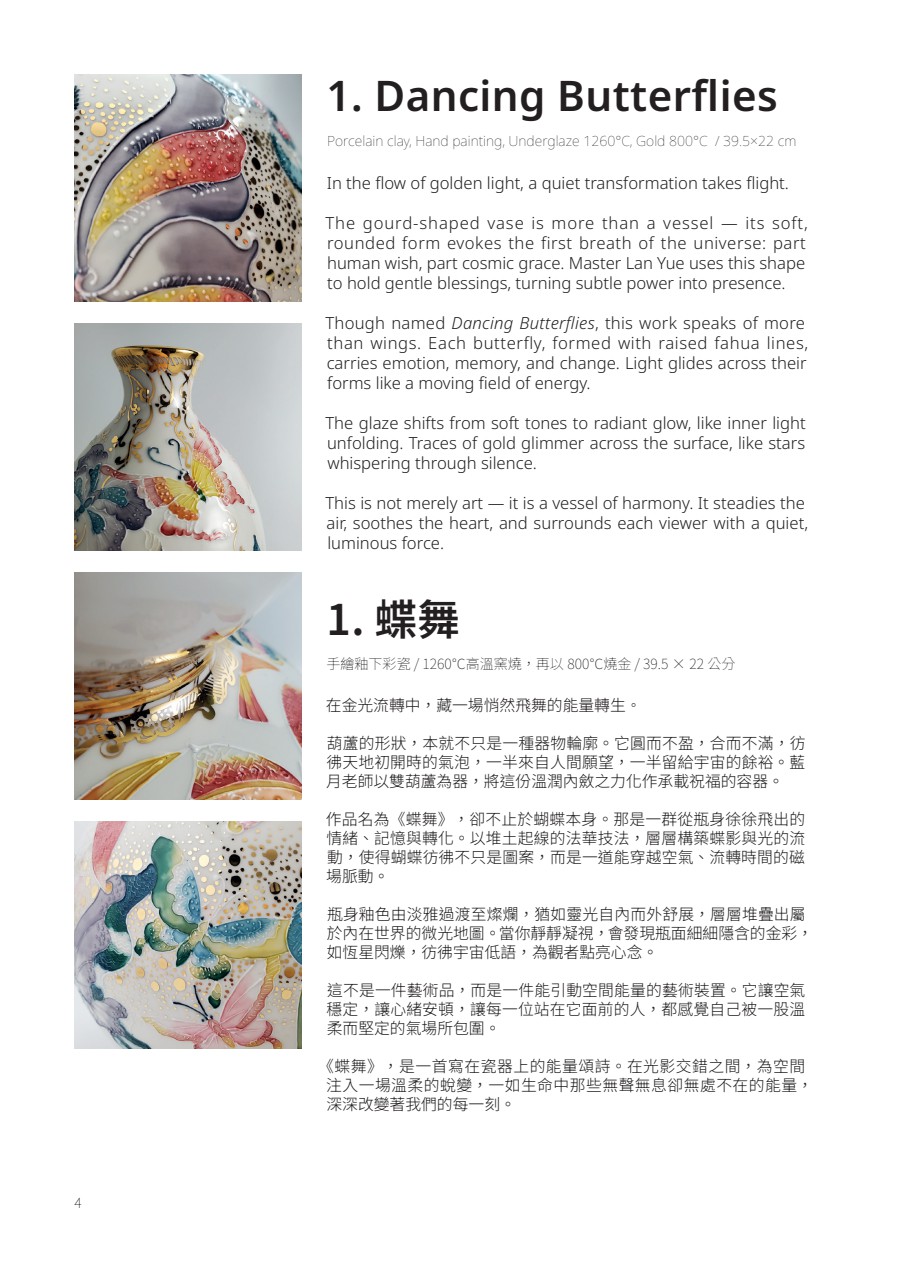 1. Dancing Butterflies
Porcelain clay, Hand painting, Underglaze 1260°C, Gold 800°C / 39.5×22 cm
In the flow of golden light, a quiet transformation takes flight.
The gourd-shaped vase is more than a vessel — its soft,
rounded form evokes the first breath of the universe: part
human wish, part cosmic grace. Master Lan Yue uses this shape
to hold gentle blessings, turning subtle power into presence.
Though named Dancing Butterflies, this work speaks of more
than wings. Each butterfly, formed with raised fahua lines,
carries emotion, memory, and change. Light glides across their
forms like a moving field of energy.
The glaze shifts from soft tones to radiant glow, like inner light
unfolding. Traces of gold glimmer across the surface, like stars
whispering through silence.
This is not merely art — it is a vessel of harmony. It steadies the
air, soothes the heart, and surrounds each viewer with a quiet,
luminous force.
1. 蝶舞
手繪釉下彩瓷 / 1260°C高溫窯燒，再以 800°C燒金 / 39.5 × 22 公分
在金光流轉中，藏一場悄然飛舞的能量轉生。
葫蘆的形狀，本就不只是一種器物輪廓。它圓而不盈，合而不滿，彷
彿天地初開時的氣泡，一半來自人間願望，一半留給宇宙的餘裕。藍
月老師以雙葫蘆為器，將這份溫潤內斂之力化作承載祝福的容器。
作品名為《蝶舞》，卻不止於蝴蝶本身。那是一群從瓶身徐徐飛出的
情緒、記憶與轉化。以堆土起線的法華技法，層層構築蝶影與光的流
動，使得蝴蝶彷彿不只是圖案，而是一道能穿越空氣、流轉時間的磁
場脈動。
瓶身釉色由淡雅過渡至燦爛，猶如靈光自內而外舒展，層層堆疊出屬
於內在世界的微光地圖。當你靜靜凝視，會發現瓶面細細隱含的金彩，
如恆星閃爍，彷彿宇宙低語，為觀者點亮心念。
這不是一件藝術品，而是一件能引動空間能量的藝術裝置。它讓空氣
穩定，讓心緒安頓，讓每一位站在它面前的人，都感覺自己被一股溫
柔而堅定的氣場所包圍。
《蝶舞》，是一首寫在瓷器上的能量頌詩。在光影交錯之間，為空間
注入一場溫柔的蛻變，一如生命中那些無聲無息卻無處不在的能量，
深深改變著我們的每一刻。
4